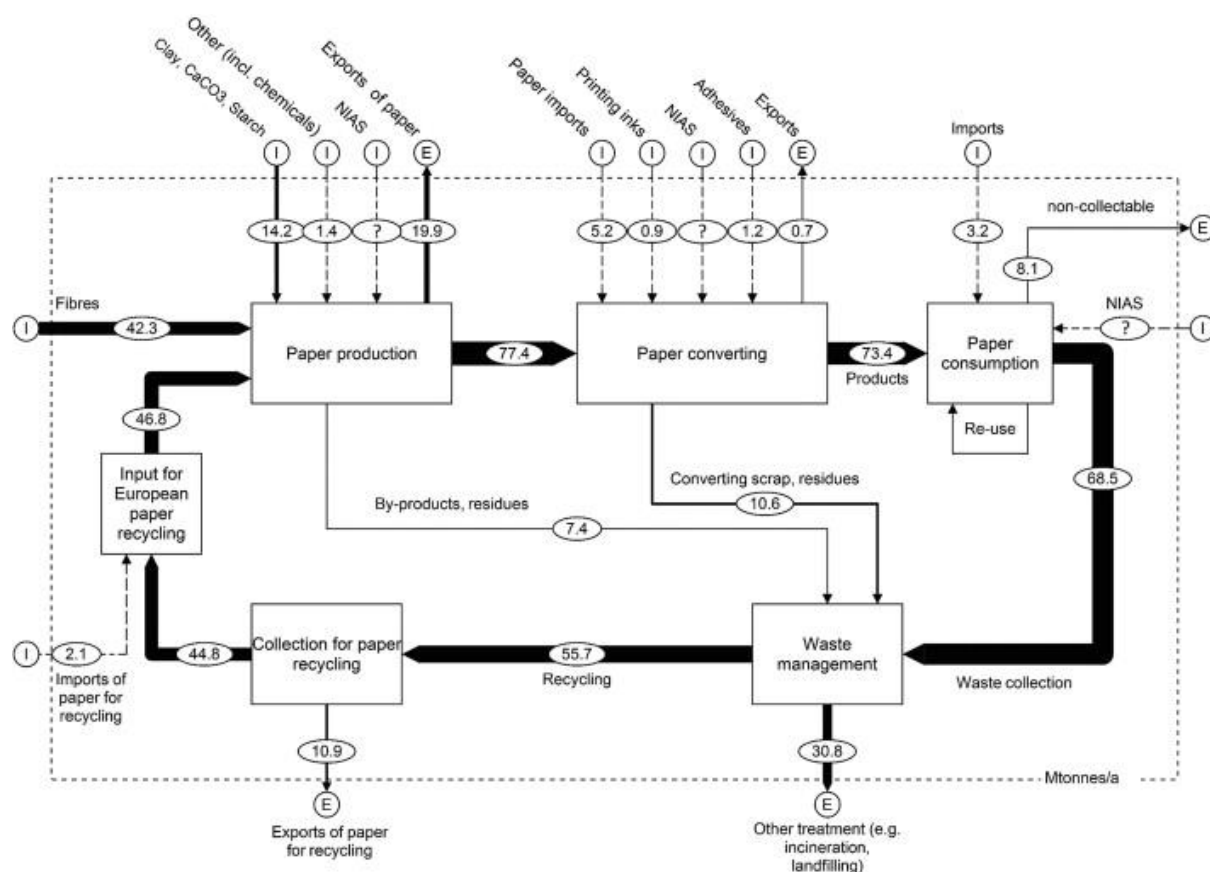 Clay, CaCO3, Starch
Other (incl. chemicals)
NIAS
Exports of paper
Paper imports
Printing inks
NIAS
Adhesives
Exports
Imports
I
I
I
E
I
I
I
I
E
I
non-collectable
E
14.2
1.4
?
19.9
5.2
0.9
?
1.2
0.7
3.2
8.1
Fibres
I
42.3
NIAS
?
I
Paper production
77.4
Paper converting
73.4
Products
Paper
consumption
Re-use
46.8
Input for
European
paper
recycling
By-products, residues
7.4
Converting scrap, residues
10.6
68.5
I
2.1
Imports of
paper for
recycling
44.8
Collection for paper
recycling
55.7
Recycling
Waste
management
Waste collection
10.9
30.8
Mtonnes/a
E
Exports of paper
for recycling
E
Other treatment (e.g.
incineration,
landfilling)